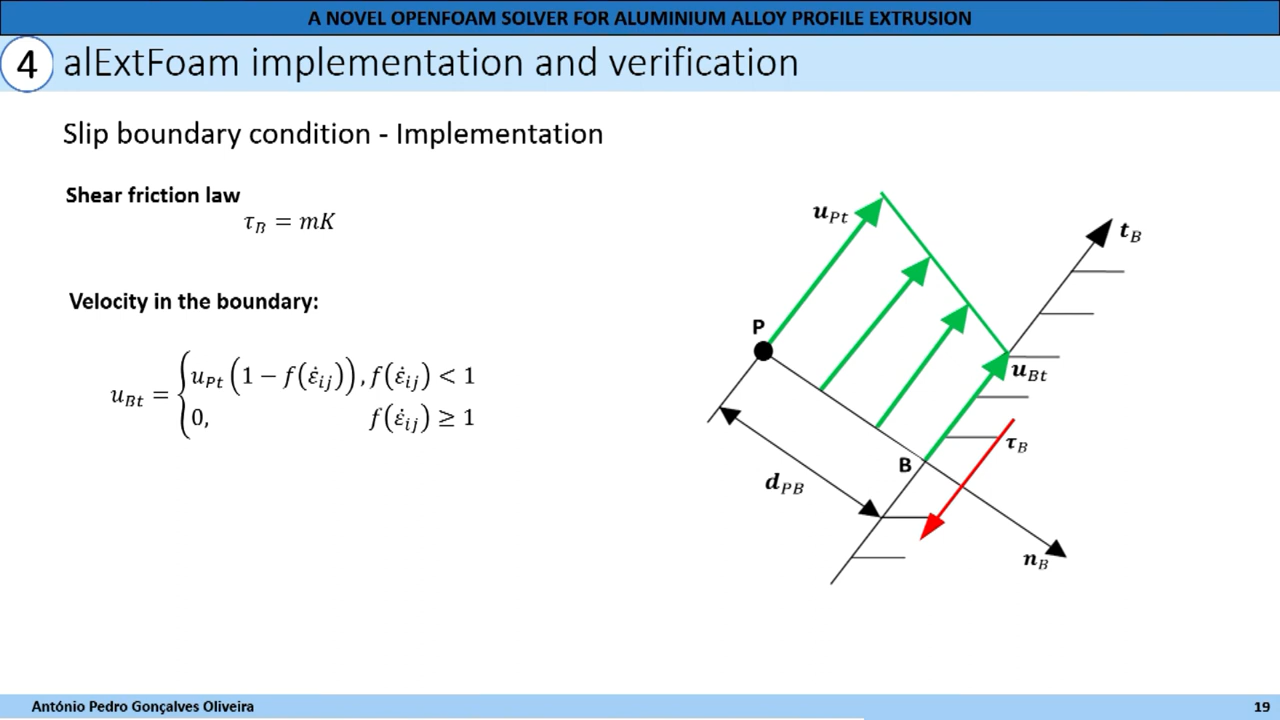 A NOVEL OPENFOAM SOLVER FOR ALUMINIUM ALLOY PROFILE EXTRUSION
4 alExtFoam implementation and verification
Slip boundary condition - Implementation
Shear friction law
τ_B = mK
Velocity in the boundary:
u_Bt = { u_Pt (1 − f(ε̇_ij)), f(ε̇_ij) < 1
0, f(ε̇_ij) ≥ 1
u_Pt
t_B
P
u_Bt
τ_B
B
d_PB
n_B
António Pedro Gonçalves Oliveira 19